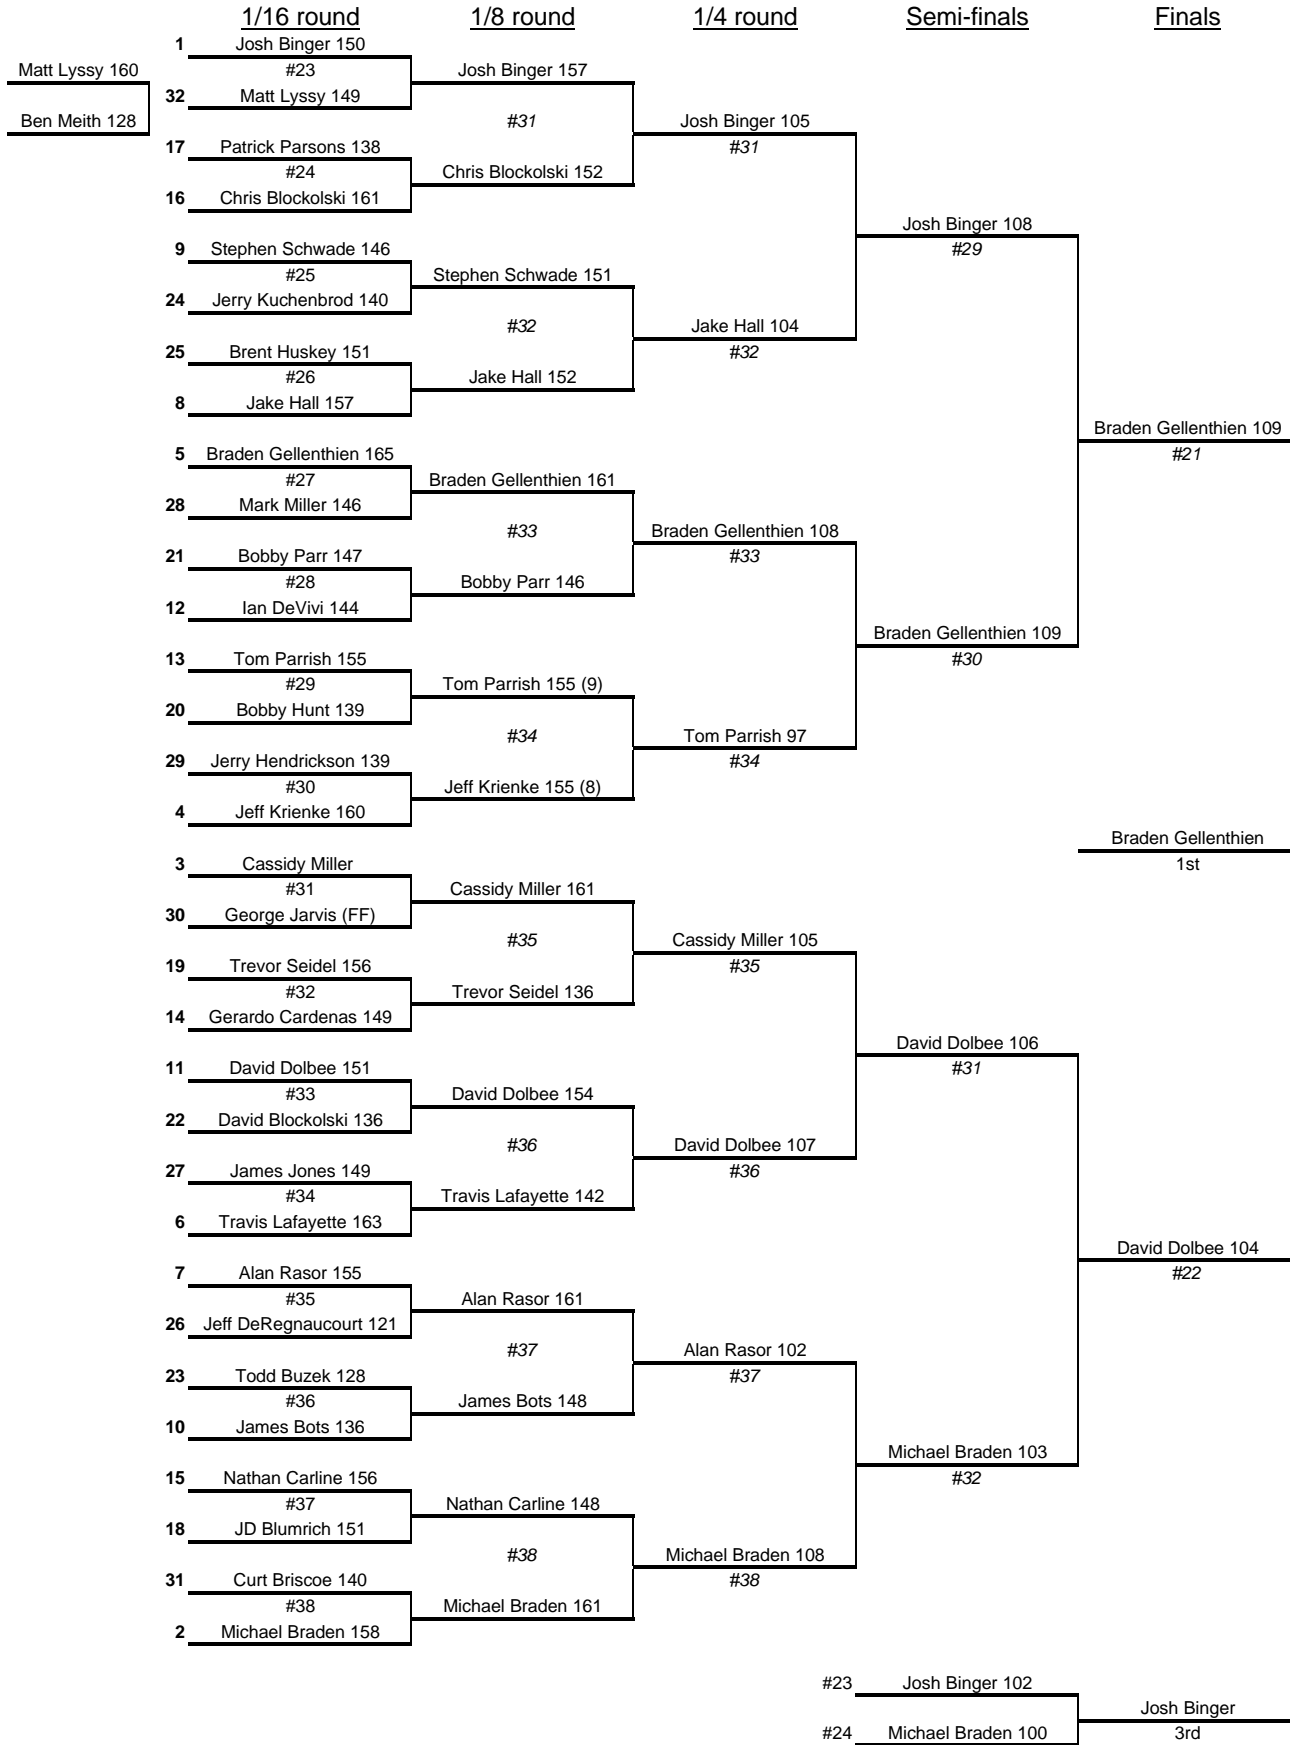 1/16 round 1/8 round 1/4 round Semi-finals Finals
1 Josh Binger 150
Matt Lyssy 160 #23 Josh Binger 157
32 Matt Lyssy 149
Ben Meith 128 #31 Josh Binger 105
17 Patrick Parsons 138 #31
#24 Chris Blockolski 152
16 Chris Blockolski 161
Josh Binger 108
9 Stephen Schwade 146 #29
#25 Stephen Schwade 151
24 Jerry Kuchenbrod 140
#32 Jake Hall 104
25 Brent Huskey 151 #32
#26 Jake Hall 152
8 Jake Hall 157
Braden Gellenthien 109
5 Braden Gellenthien 165 #21
#27 Braden Gellenthien 161
28 Mark Miller 146
#33 Braden Gellenthien 108
21 Bobby Parr 147 #33
#28 Bobby Parr 146
12 Ian DeVivi 144
Braden Gellenthien 109
13 Tom Parrish 155 #30
#29 Tom Parrish 155 (9)
20 Bobby Hunt 139
#34 Tom Parrish 97
29 Jerry Hendrickson 139 #34
#30 Jeff Krienke 155 (8)
4 Jeff Krienke 160
Braden Gellenthien
3 Cassidy Miller 1st
#31 Cassidy Miller 161
30 George Jarvis (FF)
#35 Cassidy Miller 105
19 Trevor Seidel 156 #35
#32 Trevor Seidel 136
14 Gerardo Cardenas 149
David Dolbee 106
11 David Dolbee 151 #31
#33 David Dolbee 154
22 David Blockolski 136
#36 David Dolbee 107
27 James Jones 149 #36
#34 Travis Lafayette 142
6 Travis Lafayette 163
David Dolbee 104
7 Alan Rasor 155 #22
#35 Alan Rasor 161
26 Jeff DeRegnaucourt 121
#37 Alan Rasor 102
23 Todd Buzek 128 #37
#36 James Bots 148
10 James Bots 136
Michael Braden 103
15 Nathan Carline 156 #32
#37 Nathan Carline 148
18 JD Blumrich 151
#38 Michael Braden 108
31 Curt Briscoe 140 #38
#38 Michael Braden 161
2 Michael Braden 158
#23 Josh Binger 102
Josh Binger
#24 Michael Braden 100 3rd